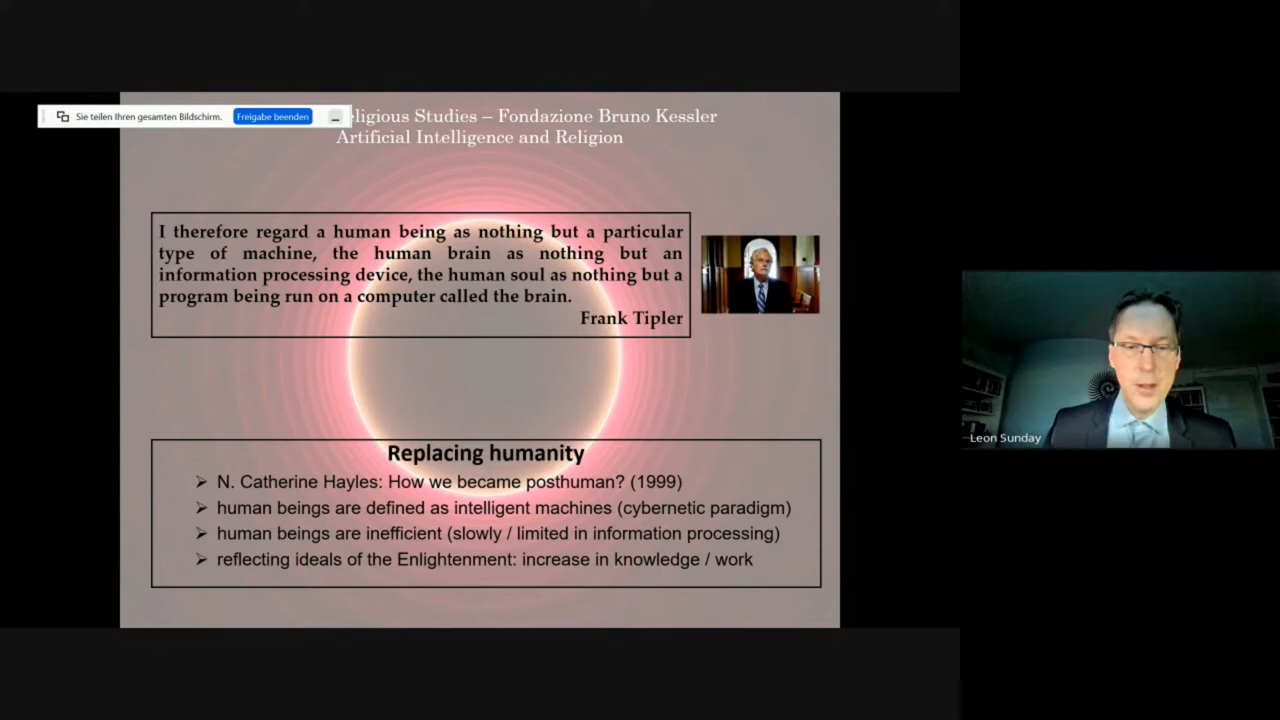 Sie teilen Ihren gesamten Bildschirm. Freigabe beenden
eligious Studies – Fondazione Bruno Kessler
Artificial Intelligence and Religion
I therefore regard a human being as nothing but a particular
type of machine, the human brain as nothing but an
information processing device, the human soul as nothing but a
program being run on a computer called the brain.
Frank Tipler
Replacing humanity
➢ N. Catherine Hayles: How we became posthuman? (1999)
➢ human beings are defined as intelligent machines (cybernetic paradigm)
➢ human beings are inefficient (slowly / limited in information processing)
➢ reflecting ideals of the Enlightenment: increase in knowledge / work
Leon Sunday